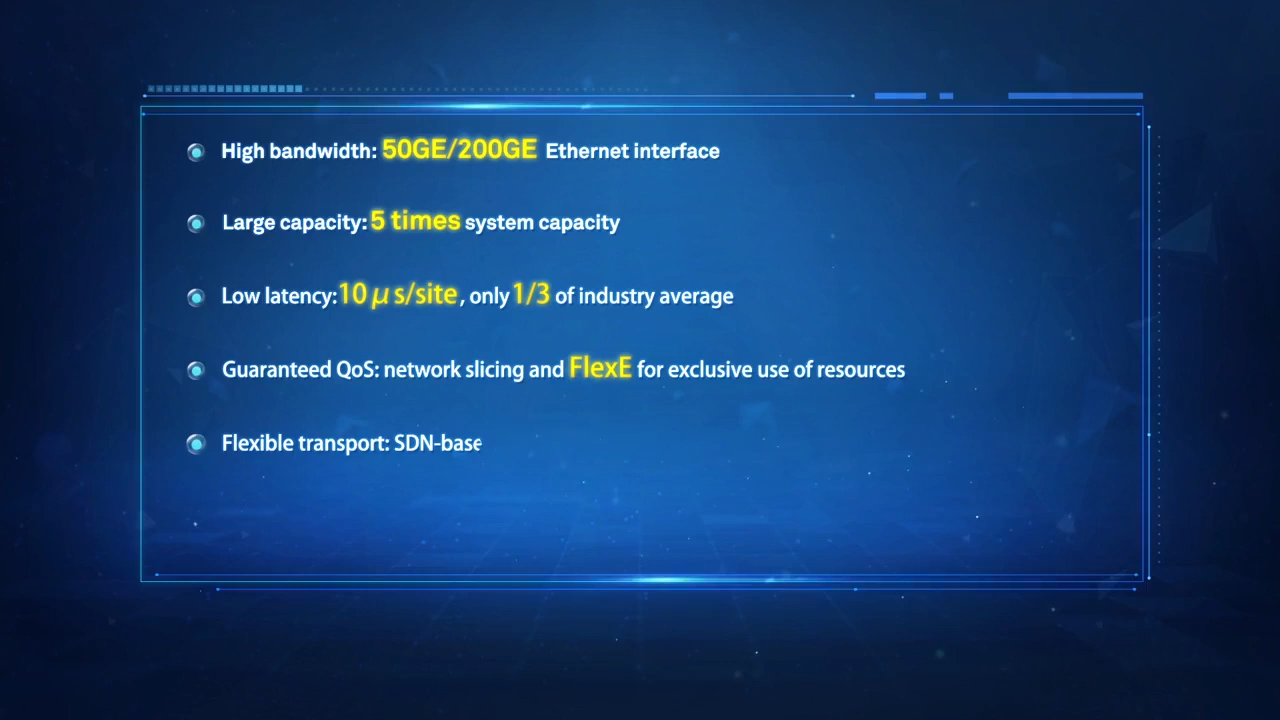 High bandwidth: 50GE/200GE Ethernet interface
Large capacity: 5 times system capacity
Low latency: 10 μ s/site, only 1/3 of industry average
Guaranteed QoS: network slicing and FlexE for exclusive use of resources
Flexible transport: SDN-base